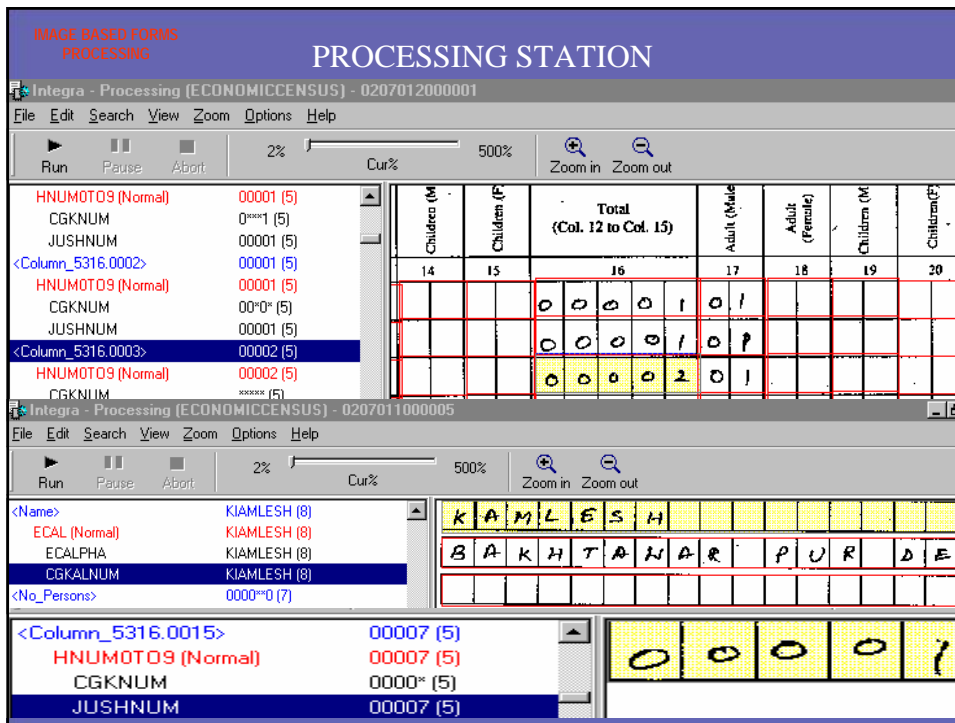 IMAGE BASED FORMS
PROCESSING
PROCESSING STATION
Integra - Processing (ECONOMICCENSUS) - 0207012000001
File Edit Search View Zoom Options Help
Run Pause Abort 2% Cur% 500% Zoom in Zoom out
HNUM0TO9 (Normal) 00001 (5)
CGKNUM 0***1 (5)
JUSHNUM 00001 (5)
<Column_5316.0002> 00001 (5)
HNUM0TO9 (Normal) 00001 (5)
CGKNUM 00*0* (5)
JUSHNUM 00001 (5)
<Column_5316.0003> 00002 (5)
HNUM0TO9 (Normal) 00002 (5)
CGKNUM ***** (5)
Children (M
Children (F)
Total
(Col. 12 to Col. 15)
Adult (Male
Adult
(Female)
Children (M
Children(F)
14 15 16 17 18 19 20
0 0 0 0 1 0 1
0 0 0 0 1 0
0 0 0 0 2 0 1
Integra - Processing (ECONOMICCENSUS) - 0207011000005
File Edit Search View Zoom Options Help
Run Pause Abort 2% Cur% 500% Zoom in Zoom out
<Name> KIAMLESH (8)
ECAL (Normal) KIAMLESH (8)
ECALPHA KIAMLESH (8)
CGKALNUM KIAMLESH (8)
<No_Persons> 0000**0 (7)
K A M L E S H
B A K H T A W A R P U R D E
<Column_5316.0015> 00007 (5)
HNUM0TO9 (Normal) 00007 (5)
CGKNUM 0000* (5)
JUSHNUM 00007 (5)
0 0 0 0 1